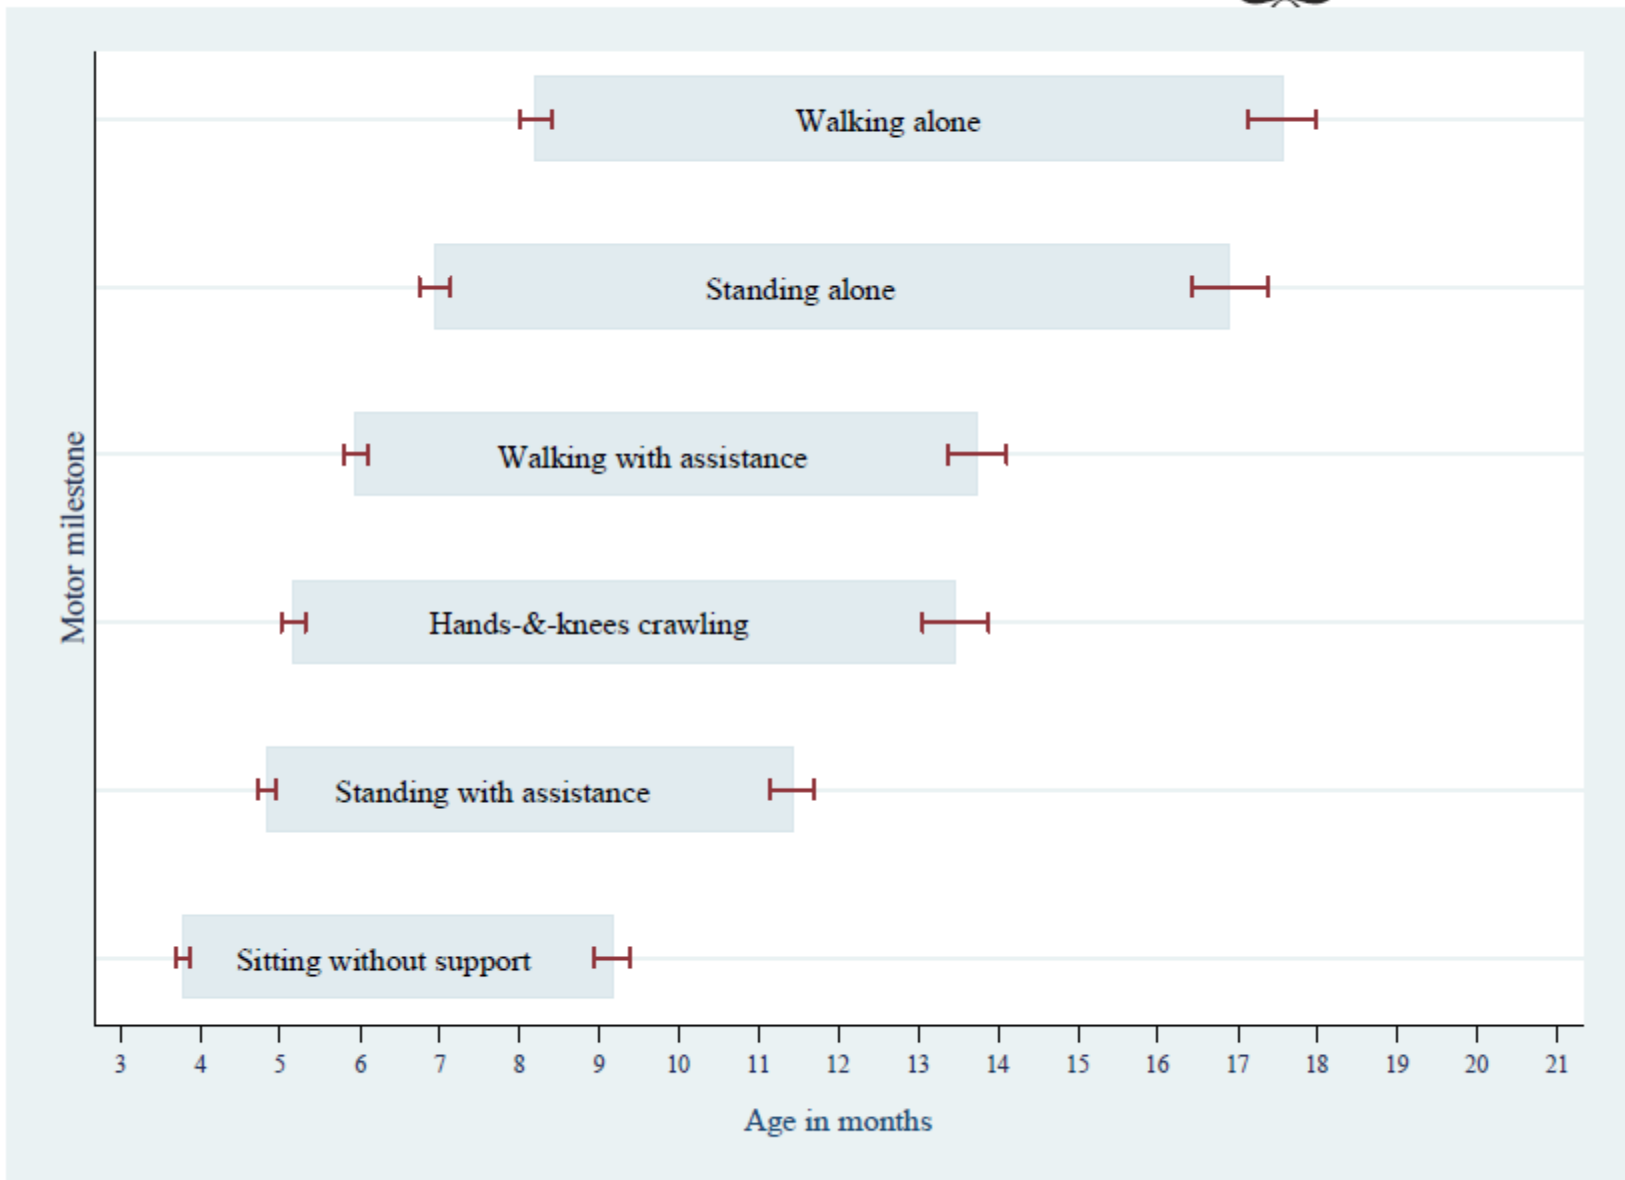 Walking alone
Standing alone
Walking with assistance
Motor milestone
Hands-&-knees crawling
Standing with assistance
Sitting without support
3 4 5 6 7 8 9 10 11 12 13 14 15 16 17 18 19 20 21
Age in months